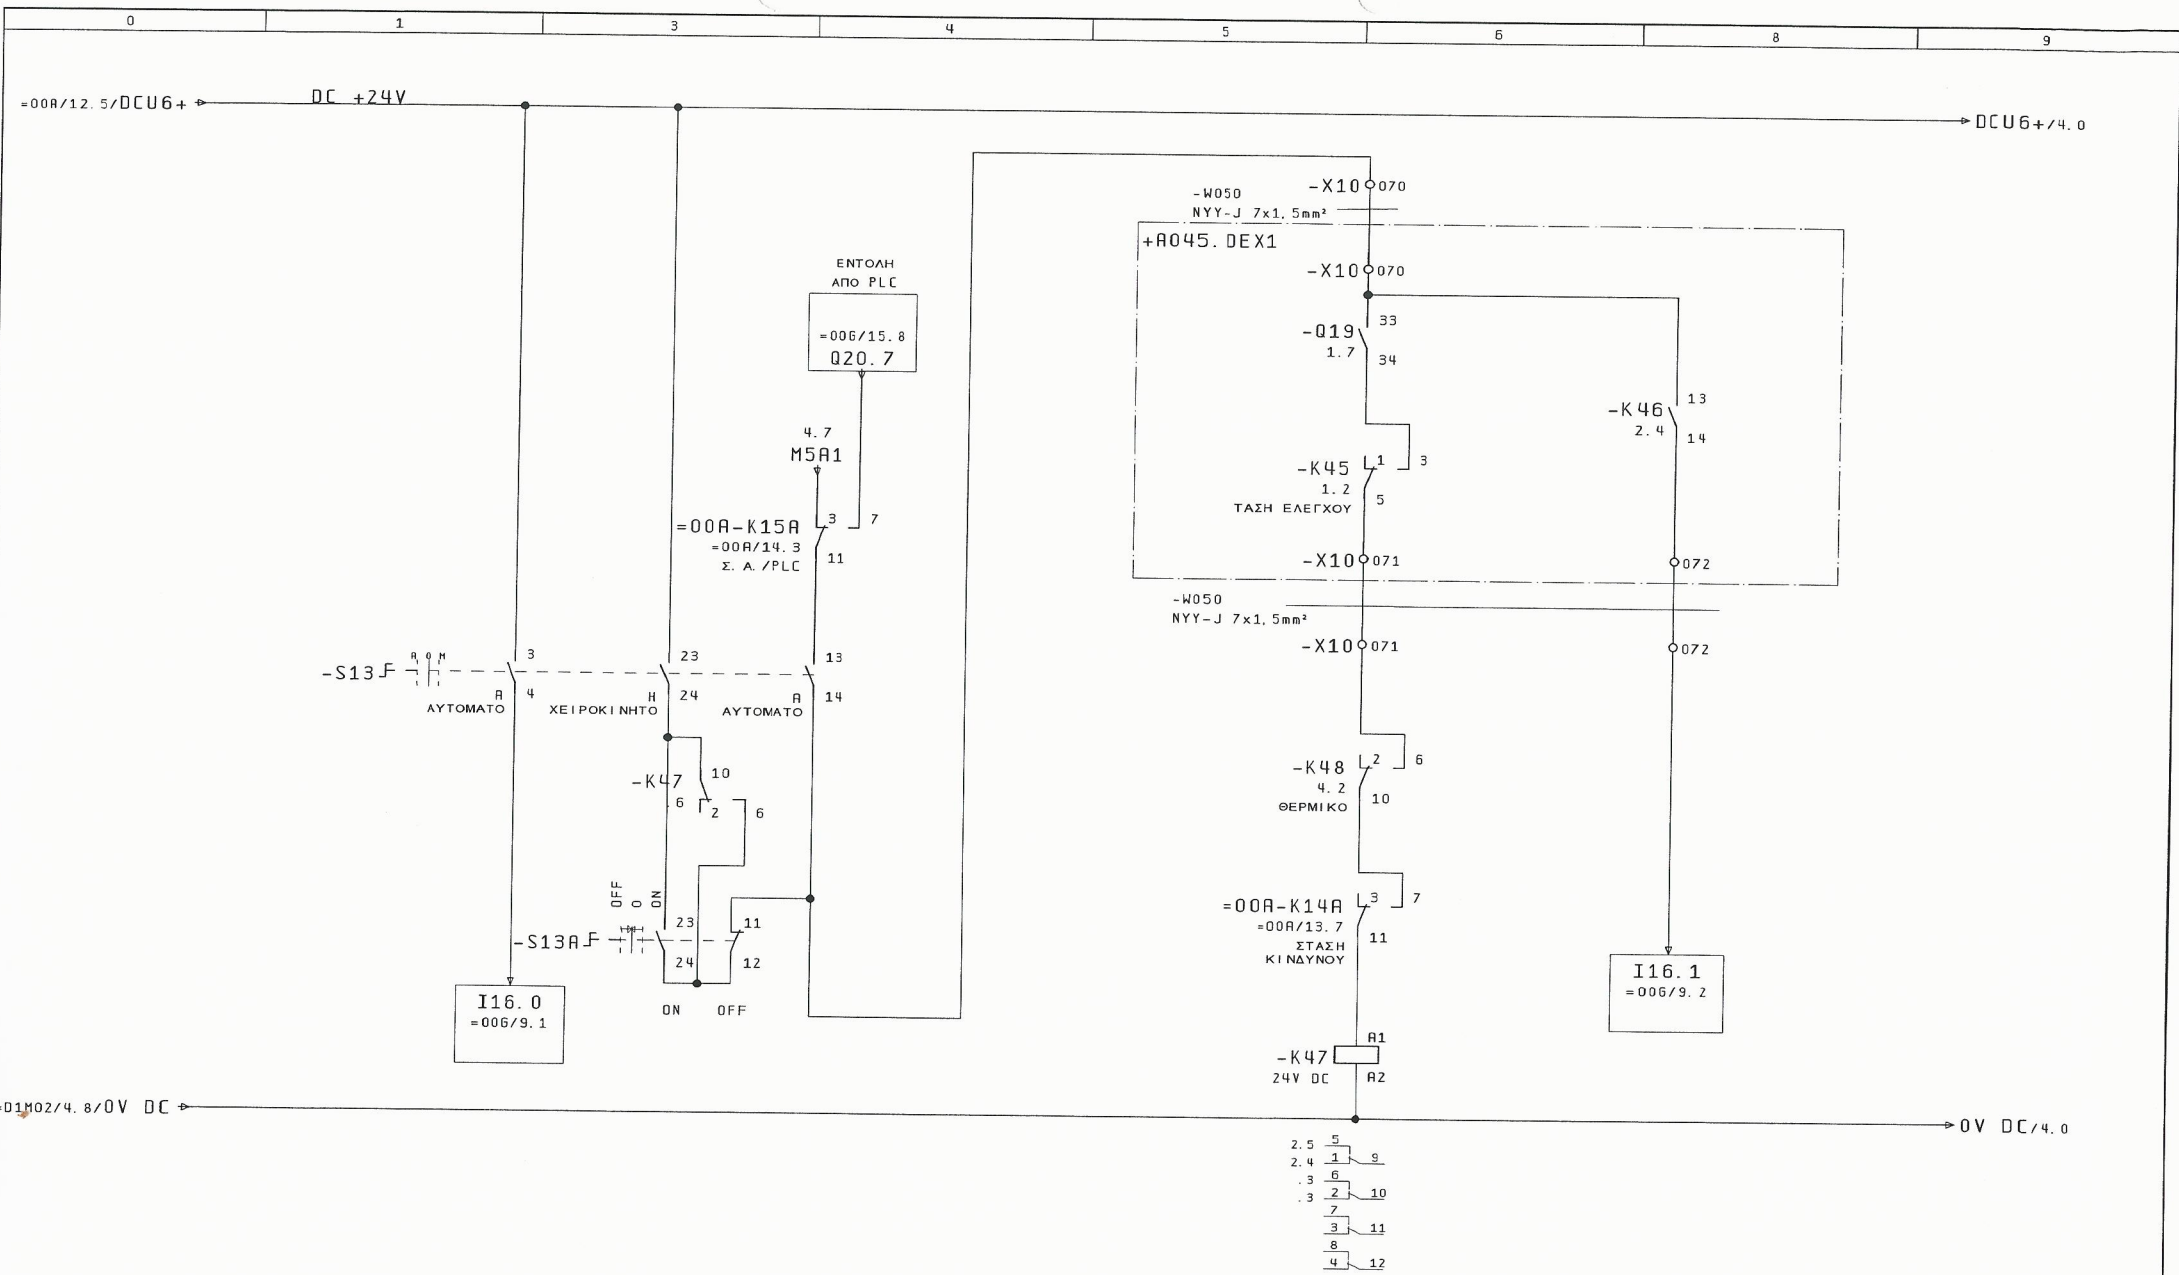 0 1 3 4 5 6 8 9
=00A/12.5/DCU6+
DC +24V
DCU6+/4.0
-X10 070
-W050
NYY-J 7x1,5mm²
+A045.DEX1
-X10 070
ΕΝΤΟΛΗ
ΑΠΟ PLC
=00G/15.8
Q20.7
-Q19 33
1.7 34
4.7
M5A1
-K46 13
2.4 14
-K45 1 3
1.2 5
ΤΑΣΗ ΕΛΕΓΧΟΥ
=00A-K15A 3 7
=00A/14.3 11
Σ.Α./PLC
-X10 071
072
-W050
NYY-J 7x1,5mm²
-X10 071
072
-S13 A O M
3
A 4
ΑΥΤΟΜΑΤΟ
23
H 24
ΧΕΙΡΟΚΙΝΗΤΟ
13
A 14
ΑΥΤΟΜΑΤΟ
-K47 10
6 2 6
-K48 2 6
4.2 10
ΘΕΡΜΙΚΟ
OFF
O
ON
-S13A 23 11
24 12
ON OFF
=00A-K14A 3 7
=00A/13.7 11
ΣΤΑΣΗ
ΚΙΝΔΥΝΟΥ
I16.0
=00G/9.1
I16.1
=00G/9.2
A1
-K47
24V DC A2
=D1M02/4.8/0V DC
0V DC/4.0
2.5 5
2.4 1 9
.3 6
.3 2 10
7
3 11
8
4 12